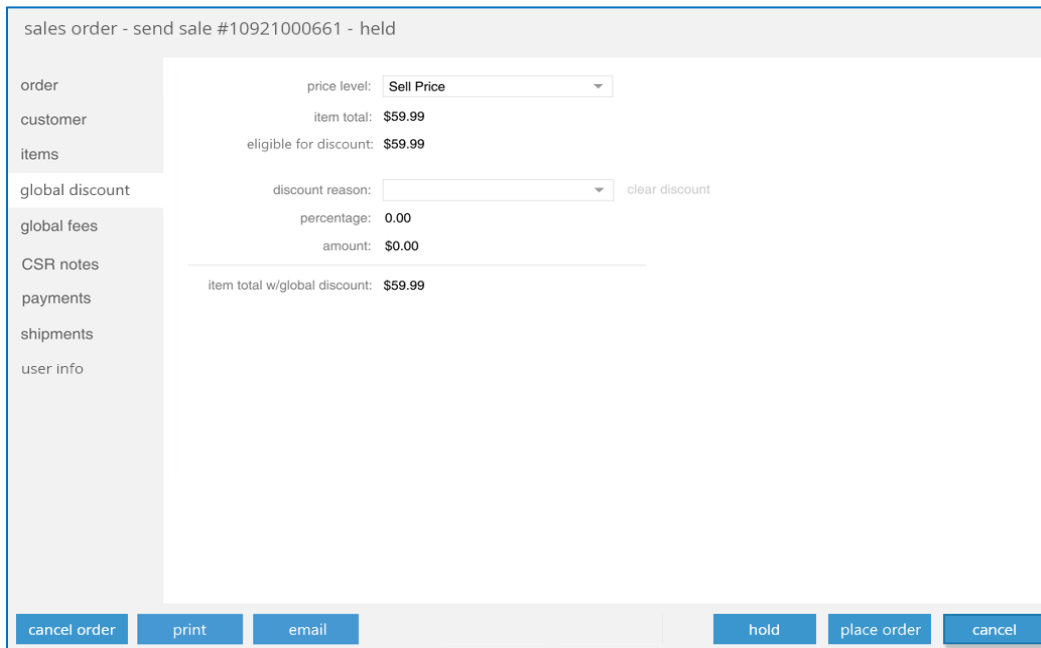 sales order - send sale #10921000661 - held
order
customer
items
global discount
global fees
CSR notes
payments
shipments
user info
price level: Sell Price
item total: $59.99
eligible for discount: $59.99
discount reason: clear discount
percentage: 0.00
amount: $0.00
item total w/global discount: $59.99
cancel order print email hold place order cancel